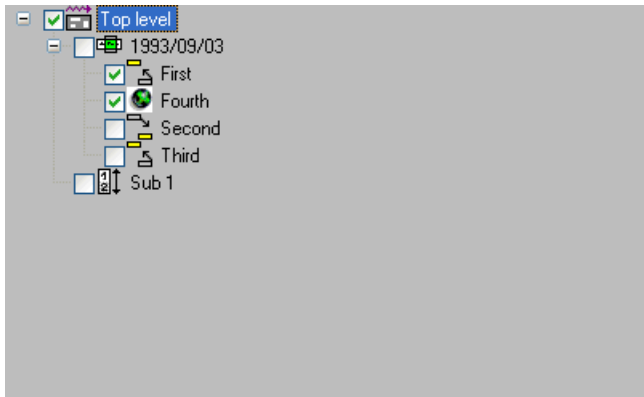 Top level
1993/09/03
First
Fourth
Second
Third
Sub 1